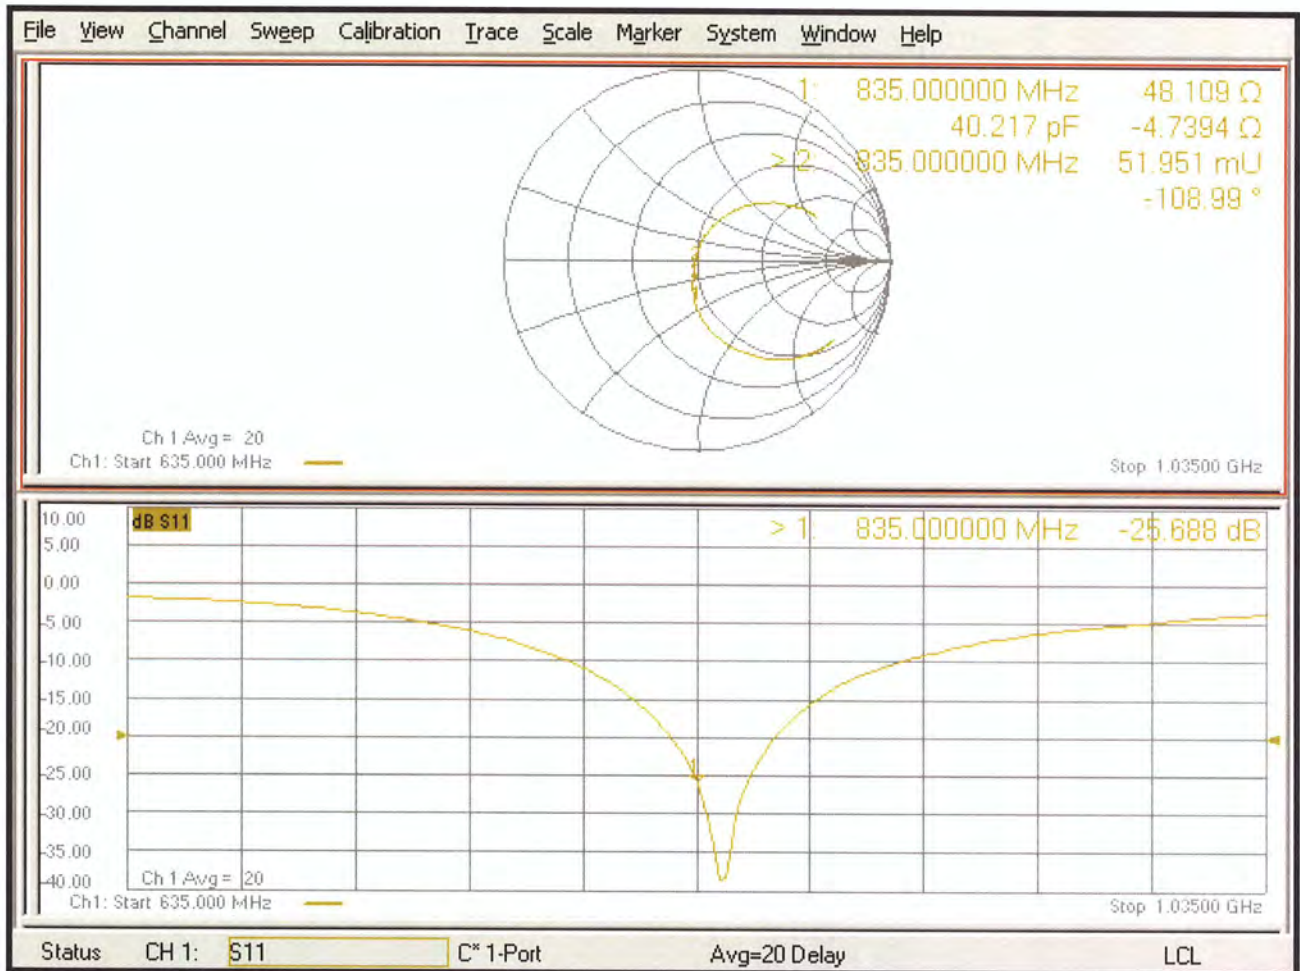 File View Channel Sweep Calibration Trace Scale Marker System Window Help
1: 835.000000 MHz 48.109 Ω
40.217 pF -4.7394 Ω
> 2: 835.000000 MHz 51.951 mU
-108.99 °
Ch 1 Avg = 20
Ch1: Start 635.000 MHz
Stop 1.03500 GHz
10.00
dB S11
> 1: 835.000000 MHz -25.688 dB
5.00
0.00
-5.00
-10.00
-15.00
-20.00
-25.00
1
-30.00
-35.00
-40.00
Ch 1 Avg = 20
Ch1: Start 635.000 MHz
Stop 1.03500 GHz
Status CH 1: S11 C* 1-Port Avg=20 Delay LCL